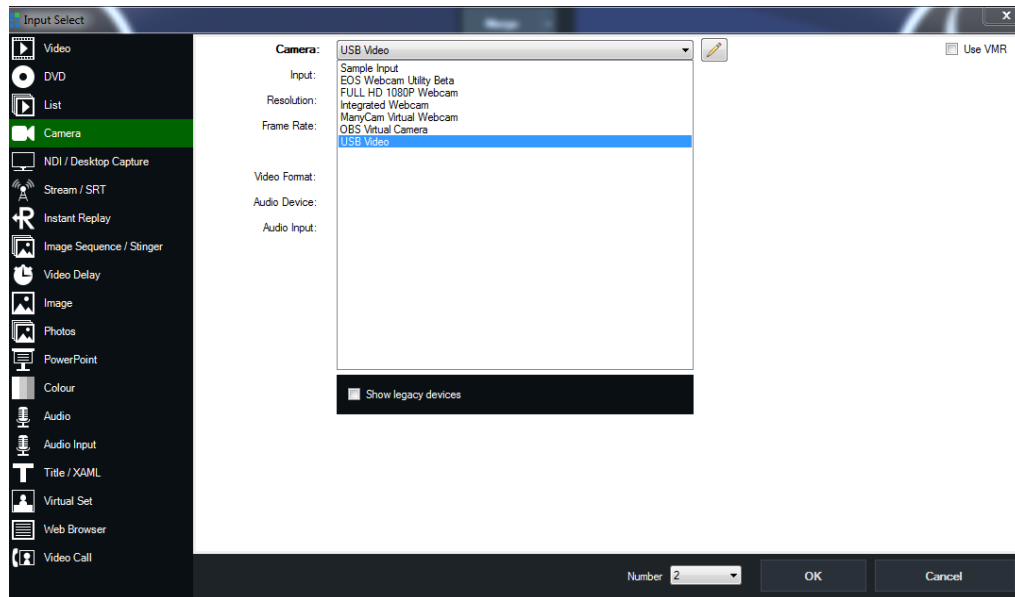 Input Select
Merge
x
Video
DVD
List
Camera
NDI / Desktop Capture
Stream / SRT
Instant Replay
Image Sequence / Stinger
Video Delay
Image
Photos
PowerPoint
Colour
Audio
Audio Input
Title / XAML
Virtual Set
Web Browser
Video Call
Camera: USB Video
Use VMR
Input:
Resolution:
Frame Rate:
Video Format:
Audio Device:
Audio Input:
Sample Input
EOS Webcam Utility Beta
FULL HD 1080P Webcam
Integrated Webcam
ManyCam Virtual Webcam
OBS Virtual Camera
USB Video
Show legacy devices
Number 2
OK
Cancel